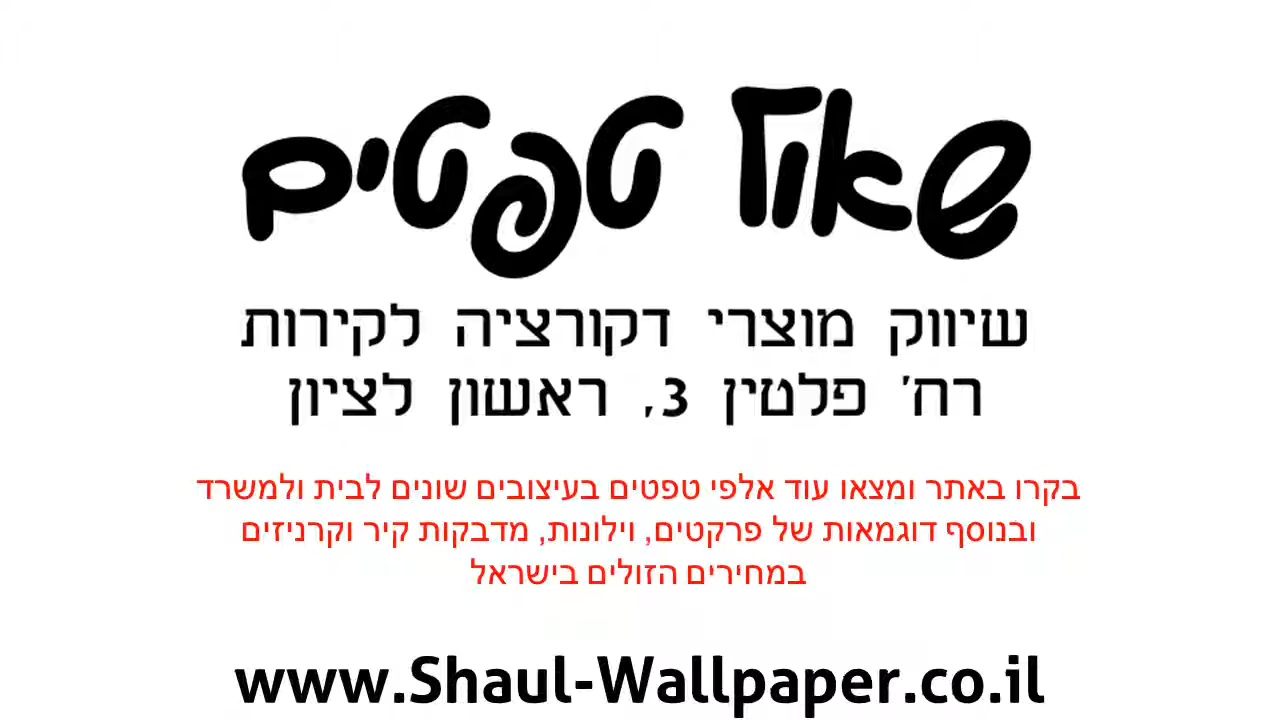 שאול טפטים
שיווק מוצרי דקורציה לקירות
רח' פלטין 3, ראשון לציון
בקרו באתר ומצאו עוד אלפי טפטים בעיצובים שונים לבית ולמשרד
ובנוסף דוגמאות של פרקטים, וילונות, מדבקות קיר וקרניזים
במחירים הזולים בישראל
www.Shaul-Wallpaper.co.il